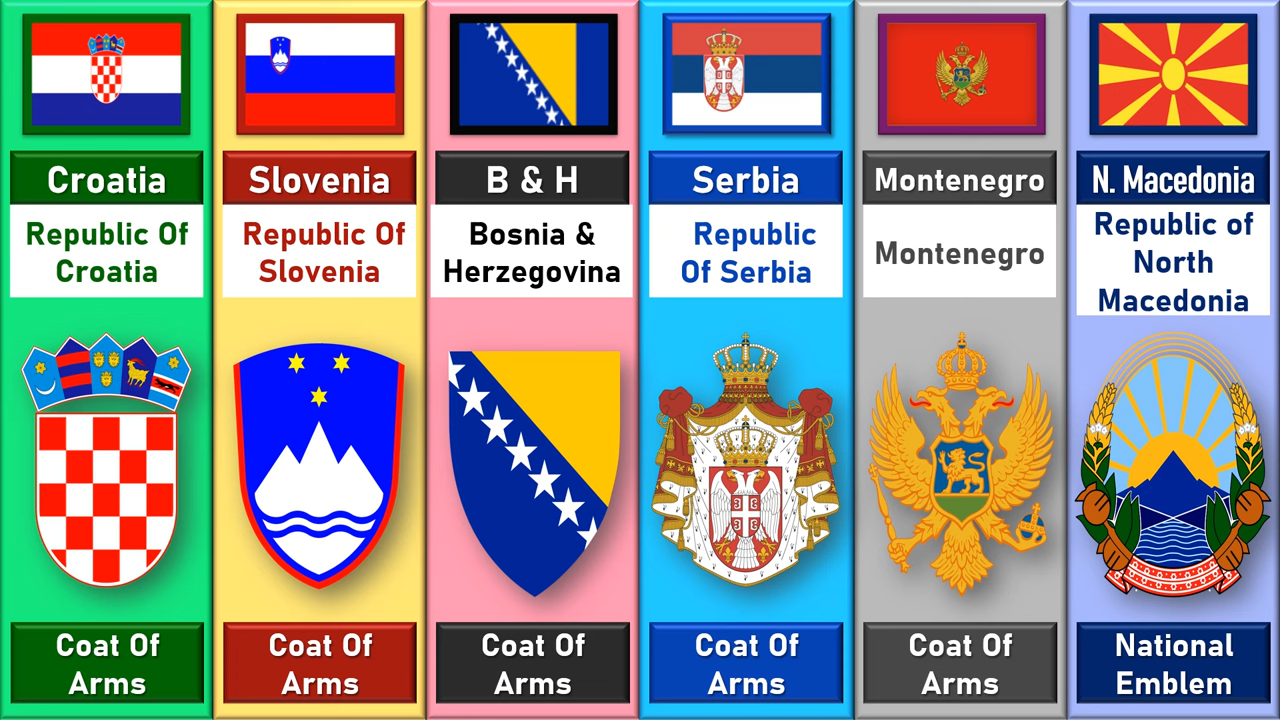 Croatia
Republic Of
Croatia
Coat Of
Arms
Slovenia
Republic Of
Slovenia
Coat Of
Arms
B & H
Bosnia &
Herzegovina
Coat Of
Arms
Serbia
Republic
Of Serbia
Coat Of
Arms
Montenegro
Montenegro
Coat Of
Arms
N. Macedonia
Republic of
North
Macedonia
National
Emblem